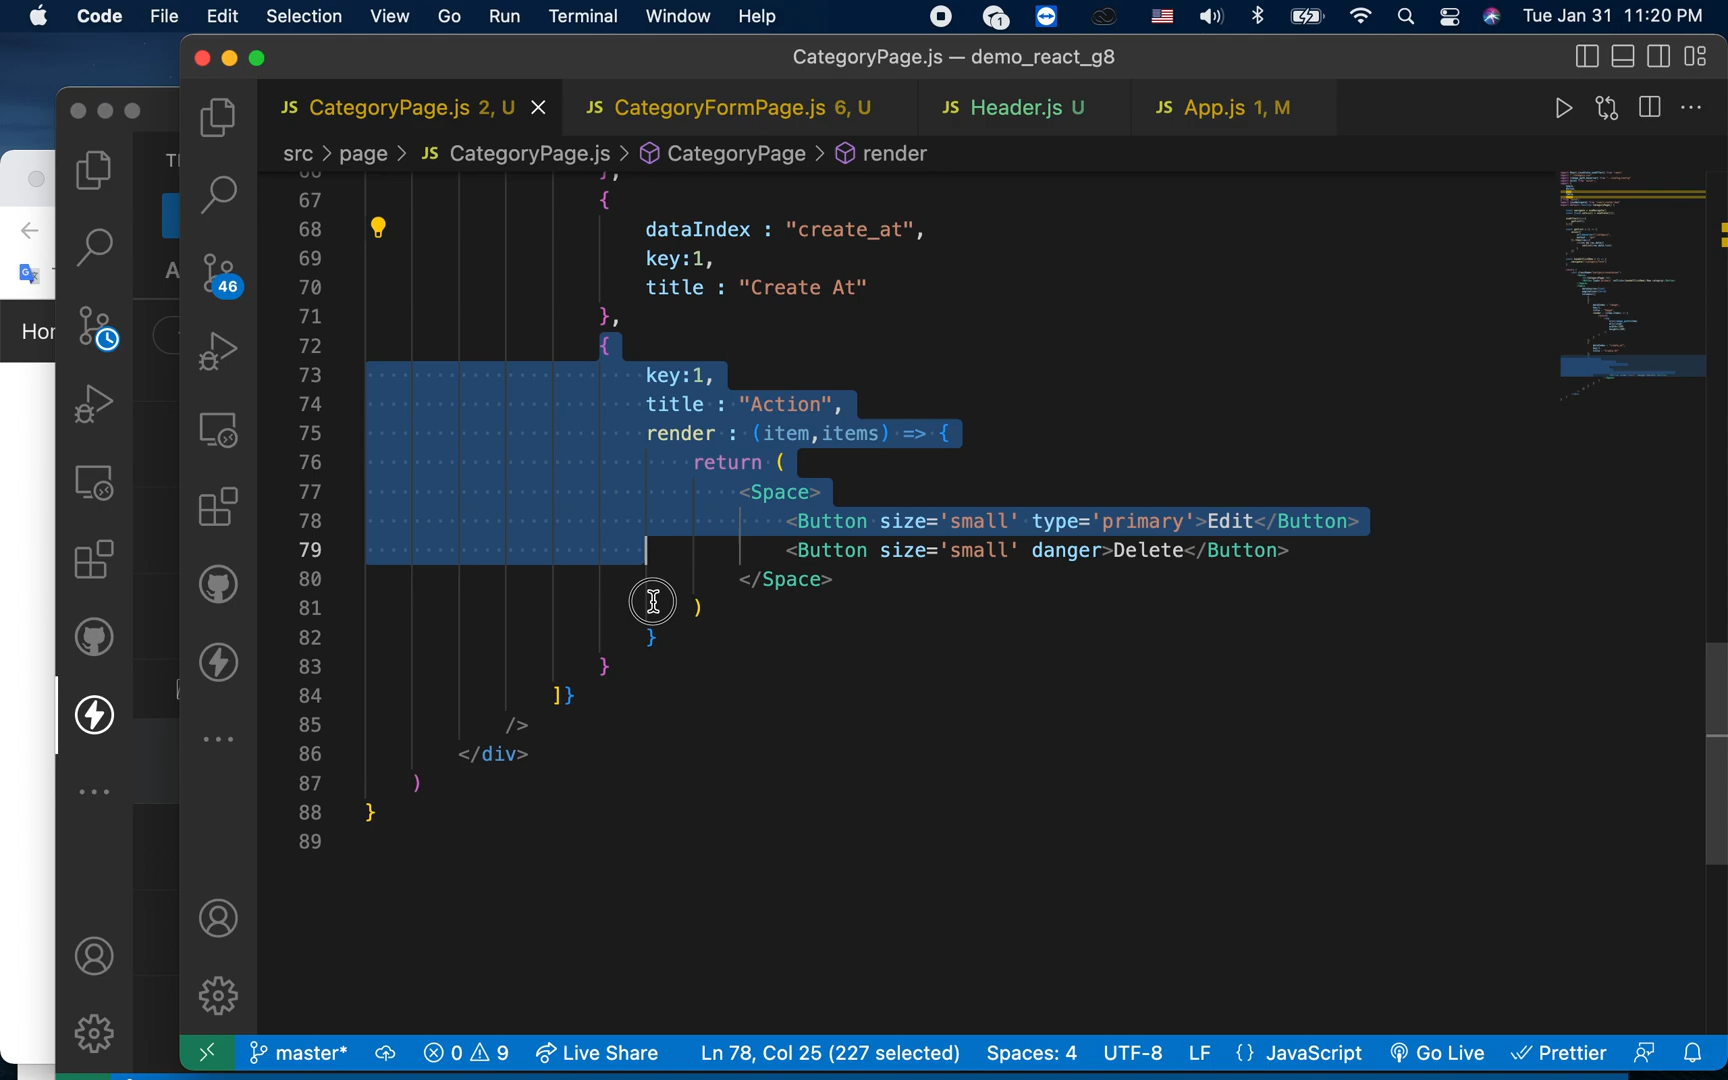 Code File Edit Selection View Go Run Terminal Window Help 1 Tue Jan 31 11:20 PM
CategoryPage.js — demo_react_g8
JS CategoryPage.js 2, U JS CategoryFormPage.js 6, U JS Header.js U JS App.js 1, M
src > page > JS CategoryPage.js > CategoryPage > render
67 {
68 dataIndex : "create_at",
69 key:1,
70 title : "Create At"
71 },
72 {
73 key:1,
74 title : "Action",
75 render : (item,items) => {
76 return (
77 <Space>
78 <Button size='small' type='primary'>Edit</Button>
79 <Button size='small' danger>Delete</Button>
80 </Space>
81 )
82 }
83 }
84 ]}
85 />
86 </div>
87 )
88 }
89
46
Hor
master* 0 9 Live Share Ln 78, Col 25 (227 selected) Spaces: 4 UTF-8 LF {} JavaScript Go Live Prettier